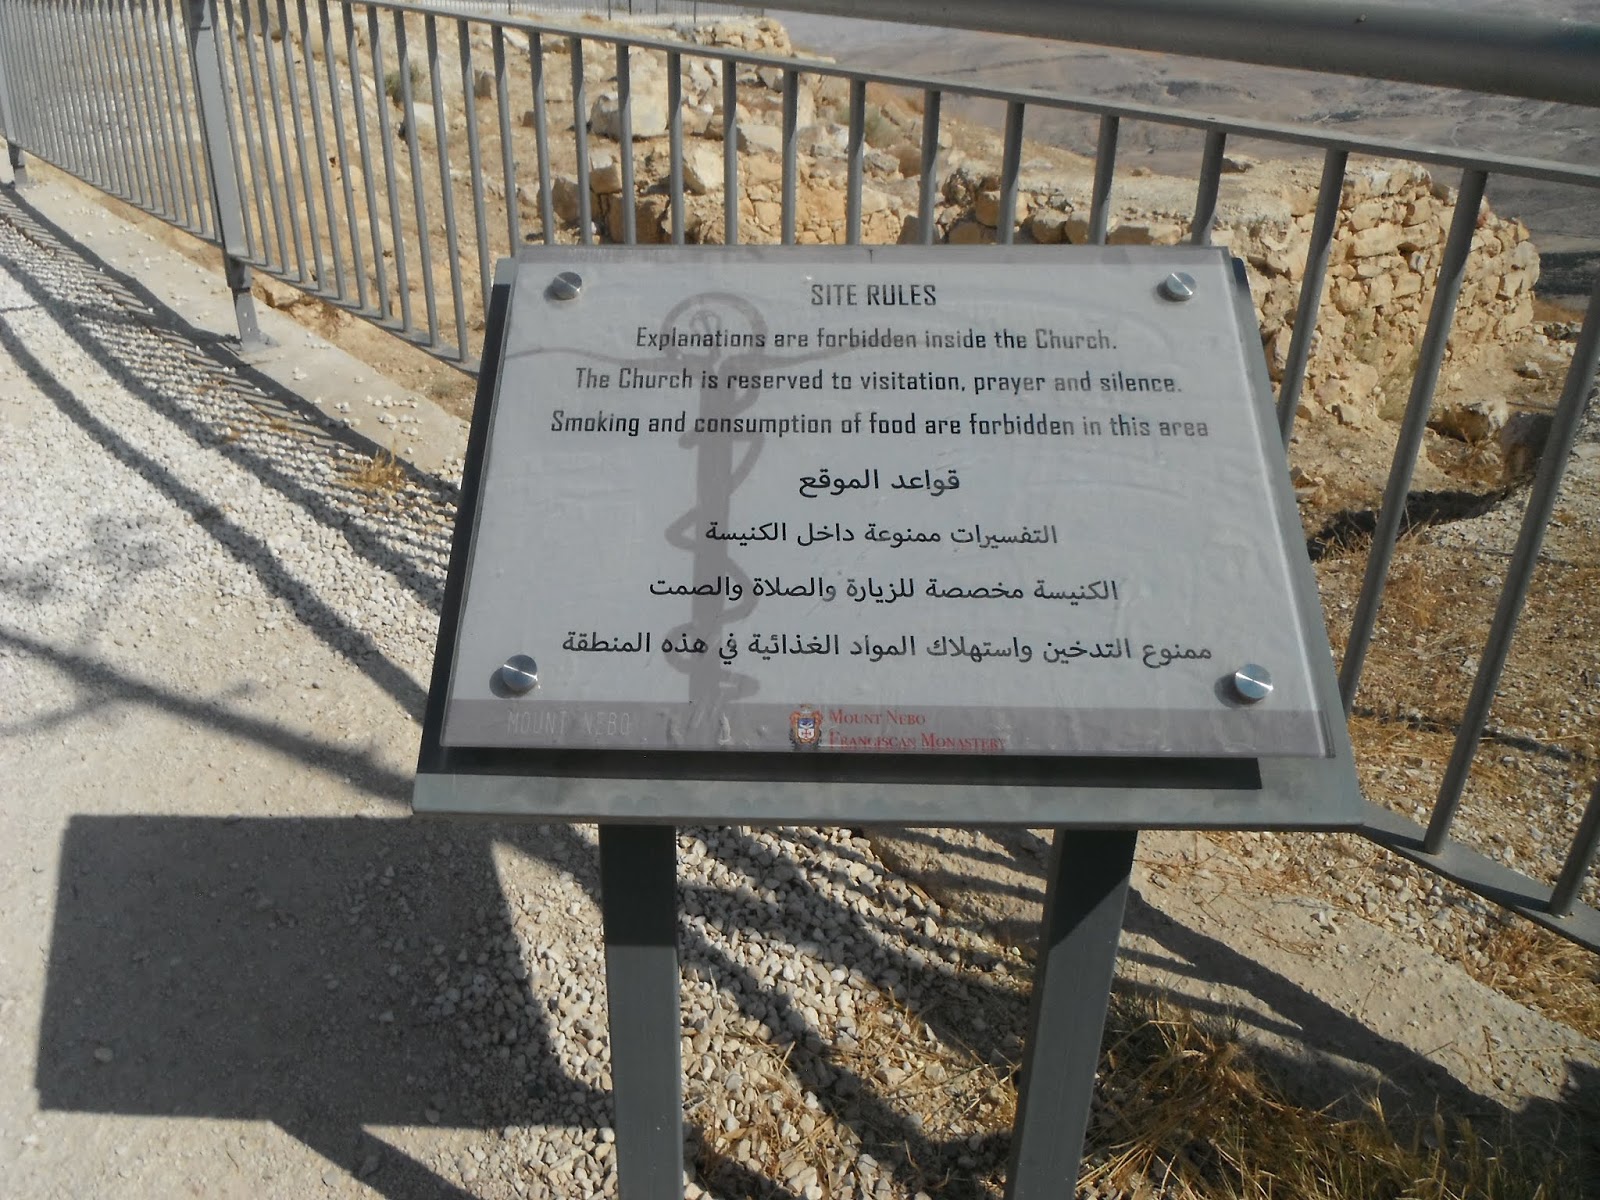 SITE RULES
Explanations are forbidden inside the Church.
The Church is reserved to visitation, prayer and silence.
Smoking and consumption of food are forbidden in this area
قواعد الموقع
التفسيرات ممنوعة داخل الكنيسة
الكنيسة مخصصة للزيارة والصلاة والصمت
ممنوع التدخين واستهلاك المواد الغذائية في هذه المنطقة
MOUNT NEBO
MOUNT NEBO
FRANCISCAN MONASTERY